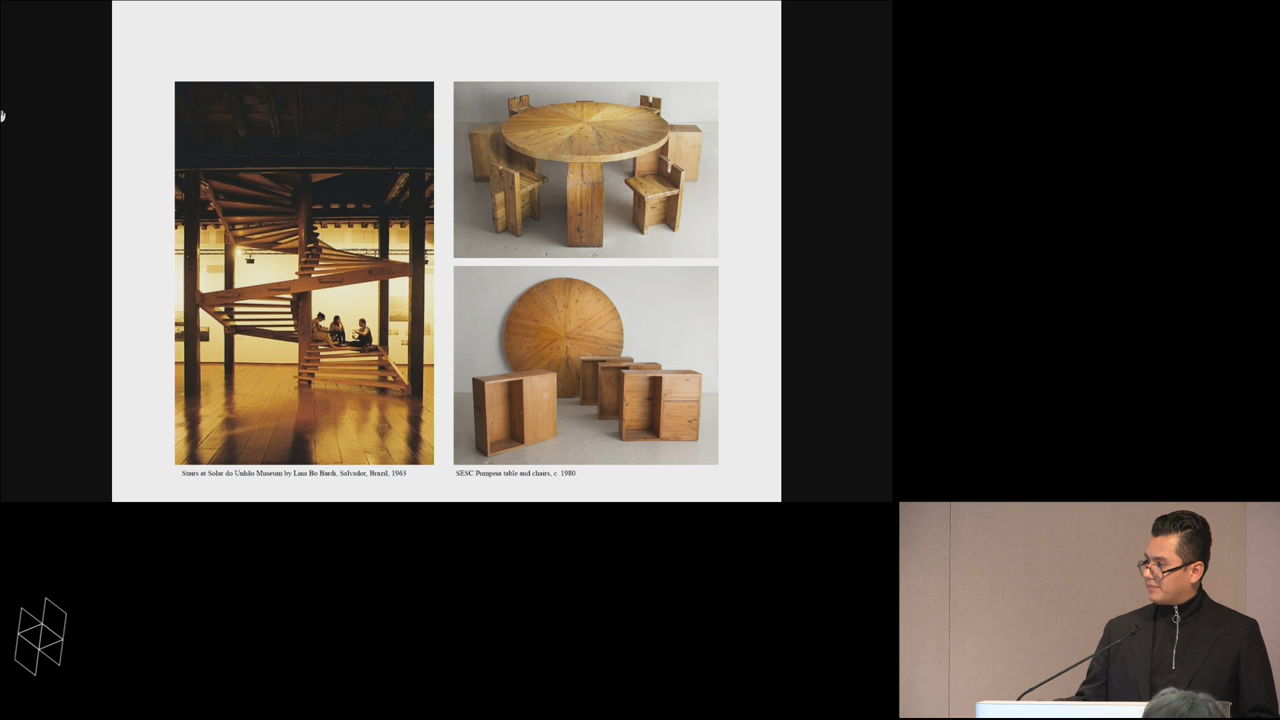 Stairs at Solar do Unhão Museum by Lina Bo Bardi, Salvador, Brazil, 1963
SESC Pompeia table and chairs, c. 1980